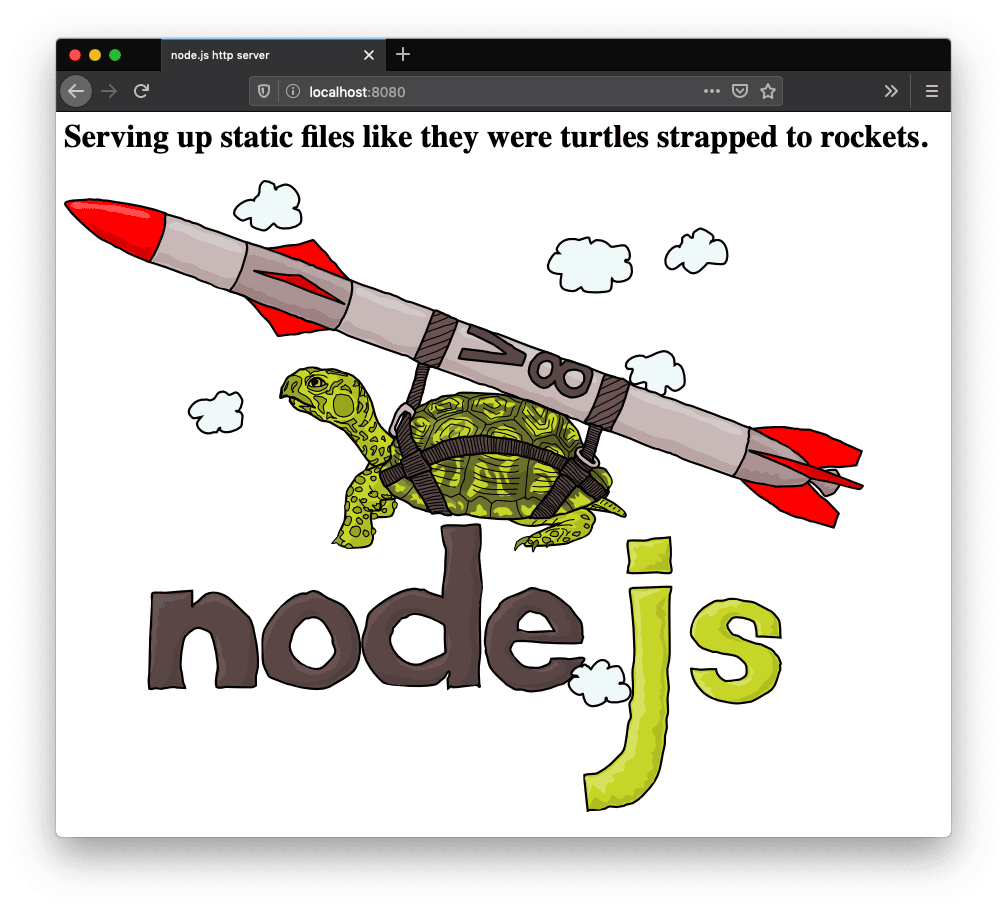 node.js http server
localhost:8080
Serving up static files like they were turtles strapped to rockets.
V8
node.js